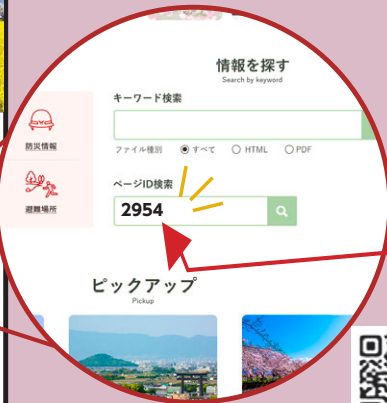 情報を探す
Search by keyword
キーワード検索
ファイル種別 すべて HTML PDF
防災情報
ページID検索
2954
避難場所
ピックアップ
Pickup